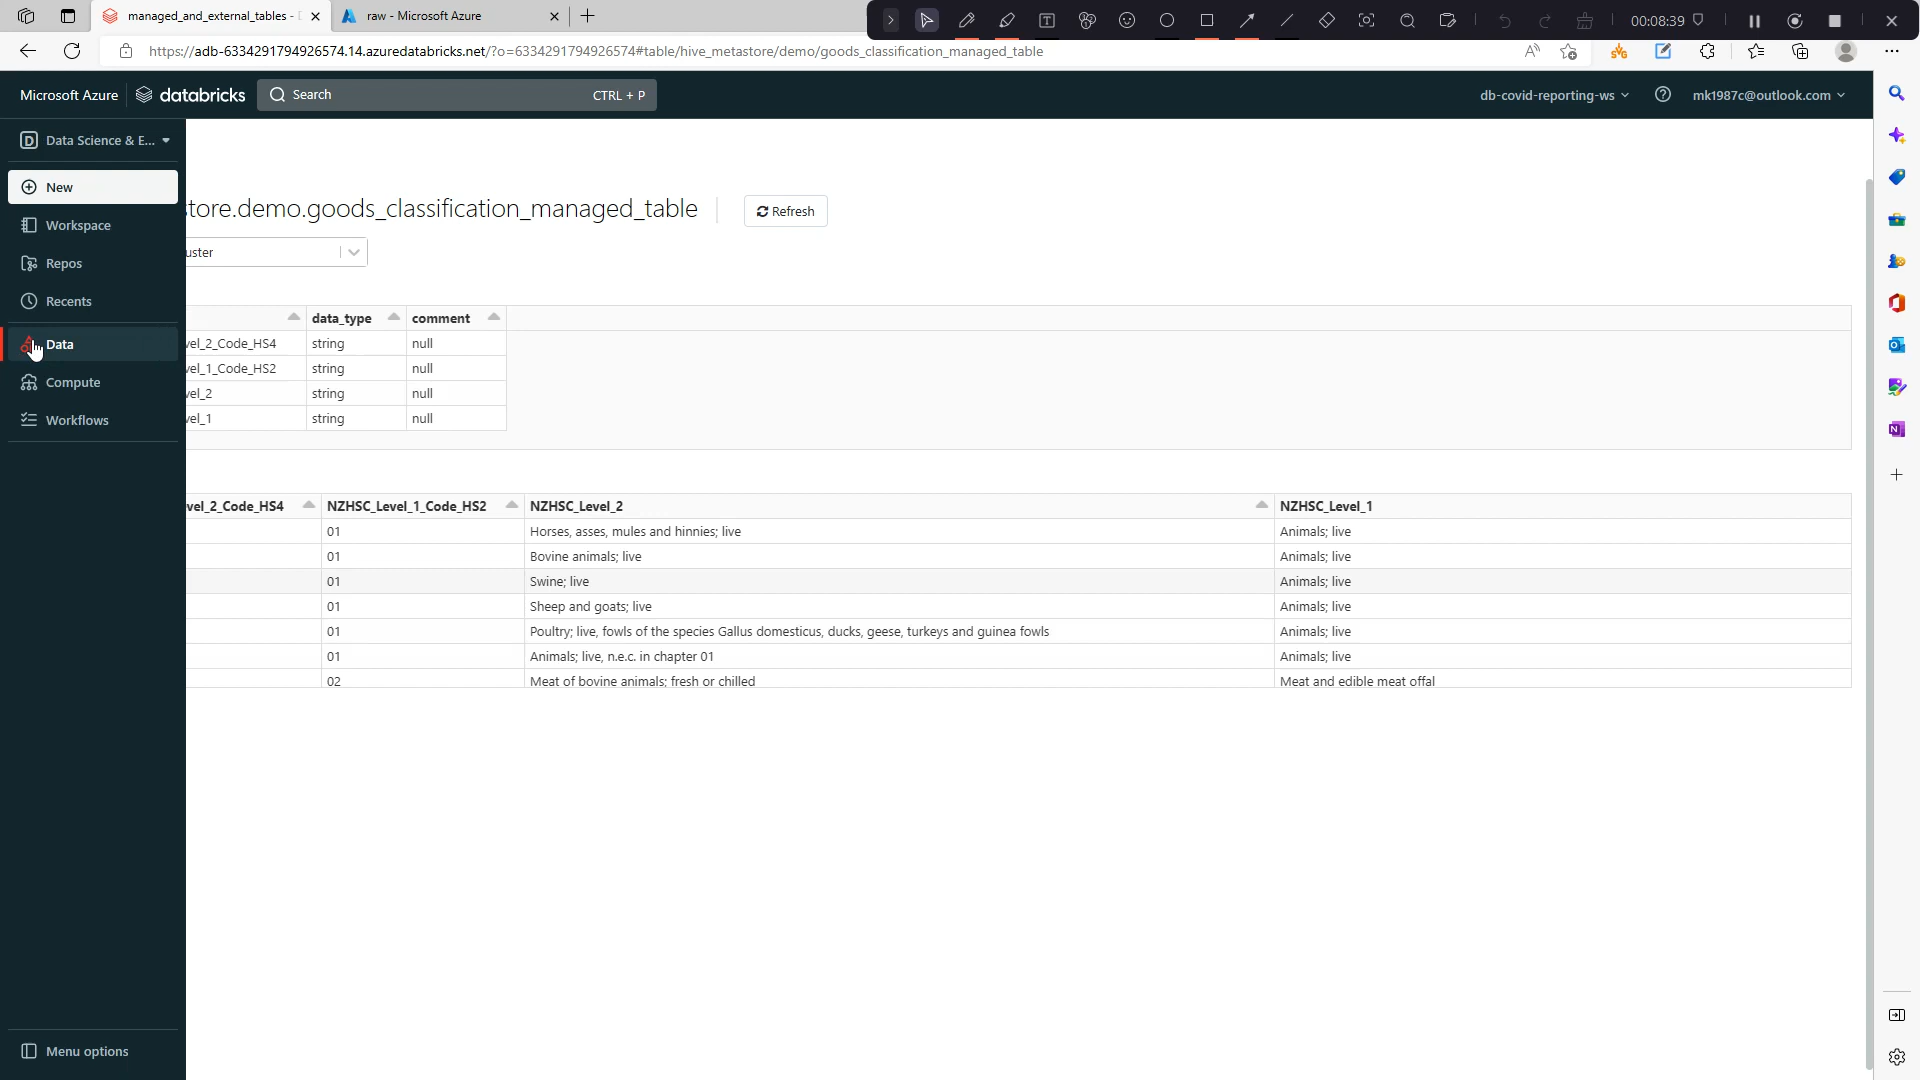 managed_and_external_tables -
raw - Microsoft Azure
00:08:39
https://adb-6334291794926574.14.azuredatabricks.net/?o=6334291794926574#table/hive_metastore/demo/goods_classification_managed_table
Microsoft Azure
databricks
Search
CTRL + P
db-covid-reporting-ws
mk1987c@outlook.com
Data Science & E...
New
Workspace
Repos
Recents
Data
Compute
Workflows
Menu options
store.demo.goods_classification_managed_table
Refresh
uster
data_type comment
vel_2_Code_HS4 string null
vel_1_Code_HS2 string null
vel_2 string null
vel_1 string null
vel_2_Code_HS4 NZHSC_Level_1_Code_HS2 NZHSC_Level_2 NZHSC_Level_1
01 Horses, asses, mules and hinnies; live Animals; live
01 Bovine animals; live Animals; live
01 Swine; live Animals; live
01 Sheep and goats; live Animals; live
01 Poultry; live, fowls of the species Gallus domesticus, ducks, geese, turkeys and guinea fowls Animals; live
01 Animals; live, n.e.c. in chapter 01 Animals; live
02 Meat of bovine animals; fresh or chilled Meat and edible meat offal